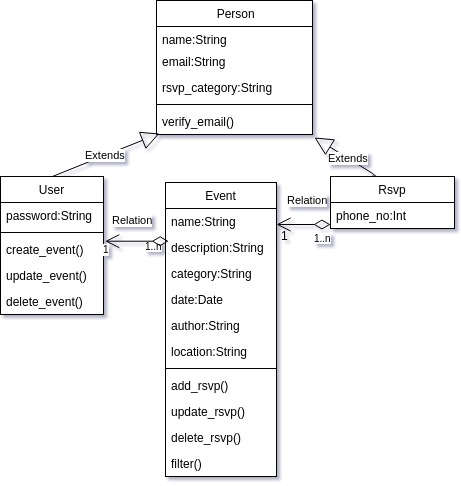 Person
name:String
email:String
rsvp_category:String
verify_email()
Extends
Extends
User
password:String
create_event()
update_event()
delete_event()
Relation
1
1..n
Event
name:String
description:String
category:String
date:Date
author:String
location:String
add_rsvp()
update_rsvp()
delete_rsvp()
filter()
Relation
1
1..n
Rsvp
phone_no:Int